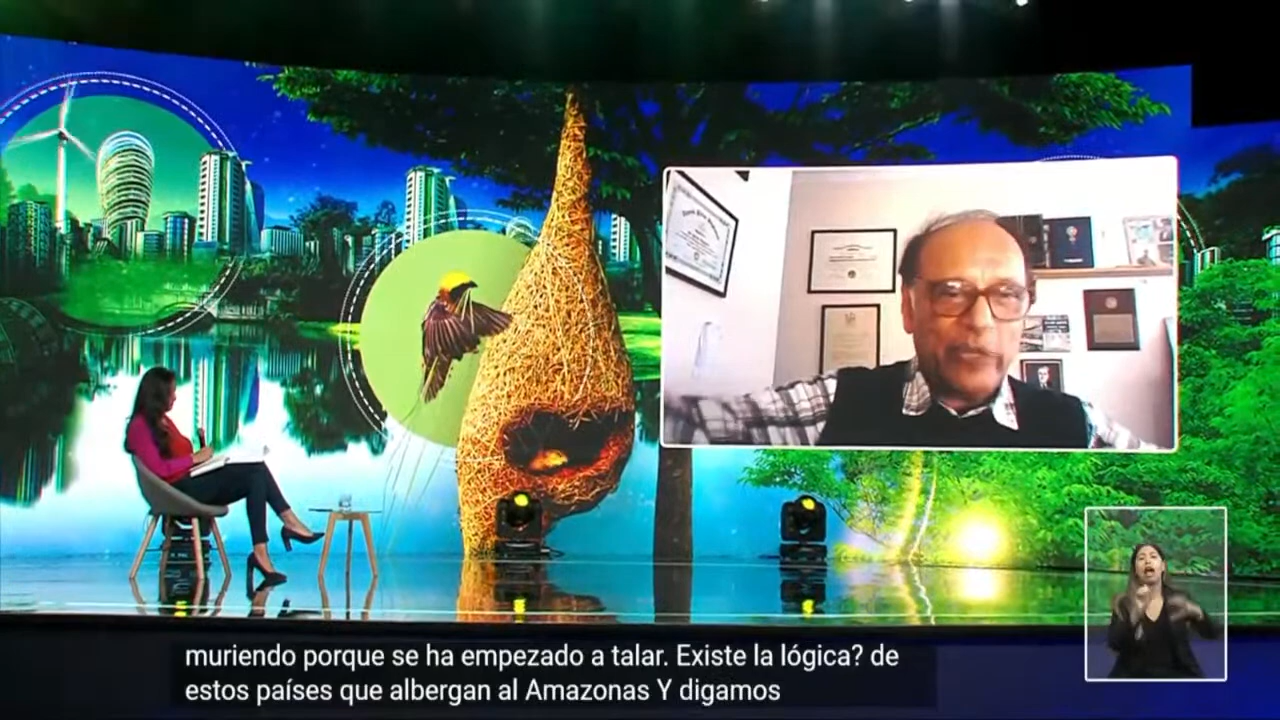 muriendo porque se ha empezado a talar. Existe la lógica? de
estos países que albergan al Amazonas Y digamos